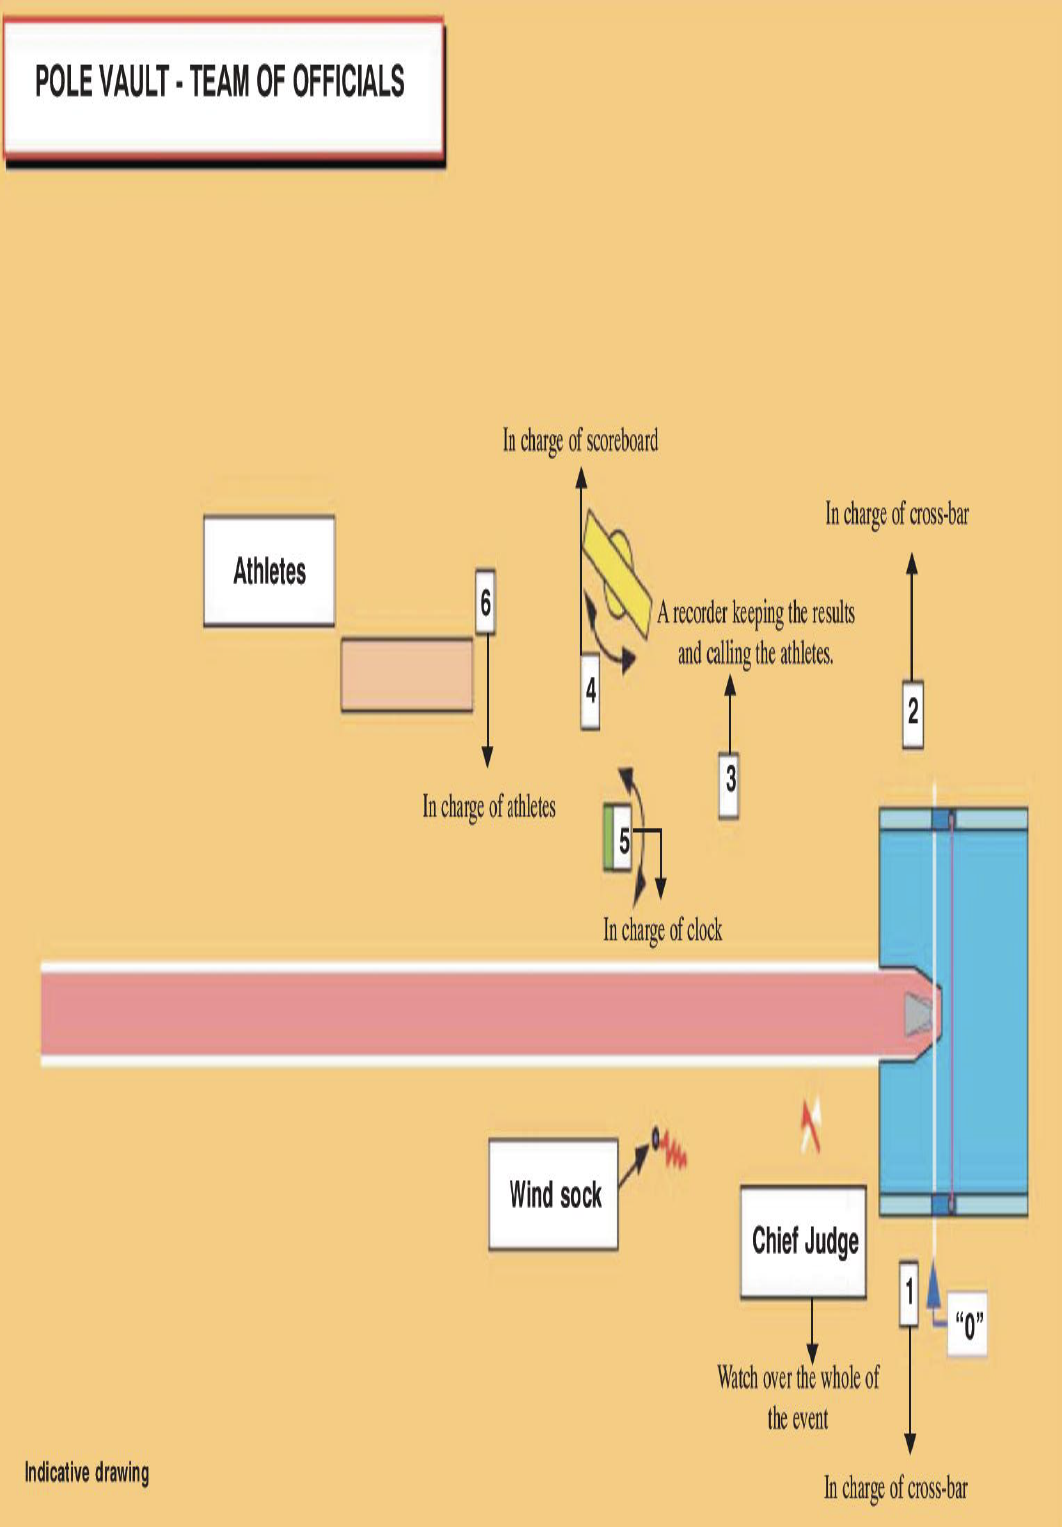 POLE VAULT - TEAM OF OFFICIALS
In charge of scoreboard
In charge of cross-bar
Athletes
6
A recorder keeping the results
and calling the athletes.
4
2
3
In charge of athletes
5
In charge of clock
Wind sock
Chief Judge
1
“0”
Watch over the whole of
the event
Indicative drawing
In charge of cross-bar